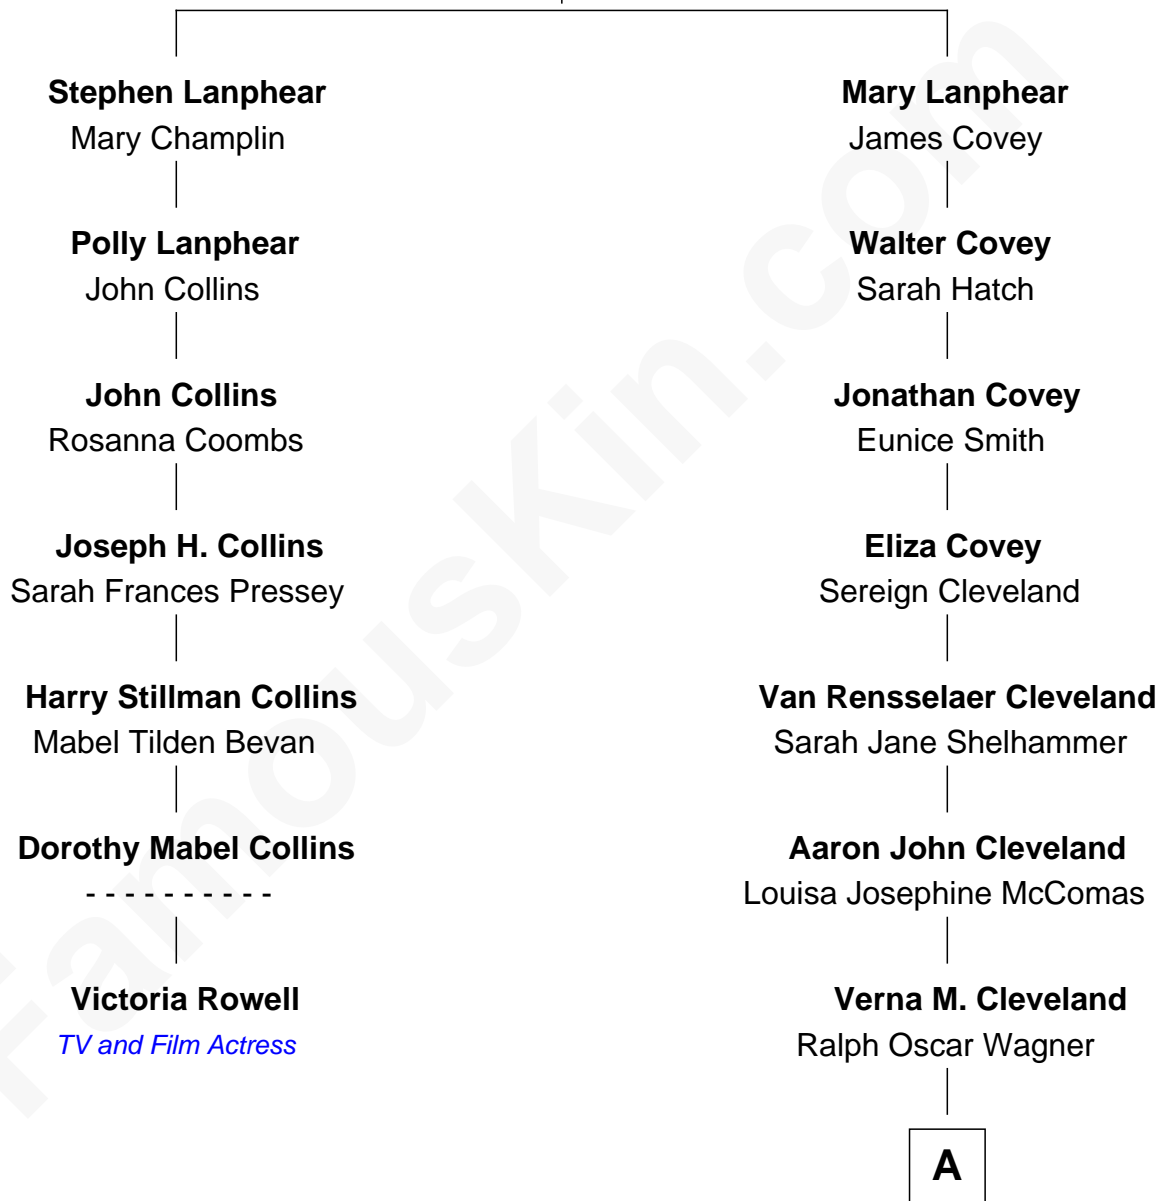 Stephen Lanphear
Mary Champlin
Polly Lanphear
John Collins
John Collins
Rosanna Coombs
Joseph H. Collins
Sarah Frances Pressey
Harry Stillman Collins
Mabel Tilden Bevan
Dorothy Mabel Collins
- - - - - - - - - -
Victoria Rowell
TV and Film Actress
Mary Lanphear
James Covey
Walter Covey
Sarah Hatch
Jonathan Covey
Eunice Smith
Eliza Covey
Sereign Cleveland
Van Rensselaer Cleveland
Sarah Jane Shelhammer
Aaron John Cleveland
Louisa Josephine McComas
Verna M. Cleveland
Ralph Oscar Wagner
A
FamousKin.com